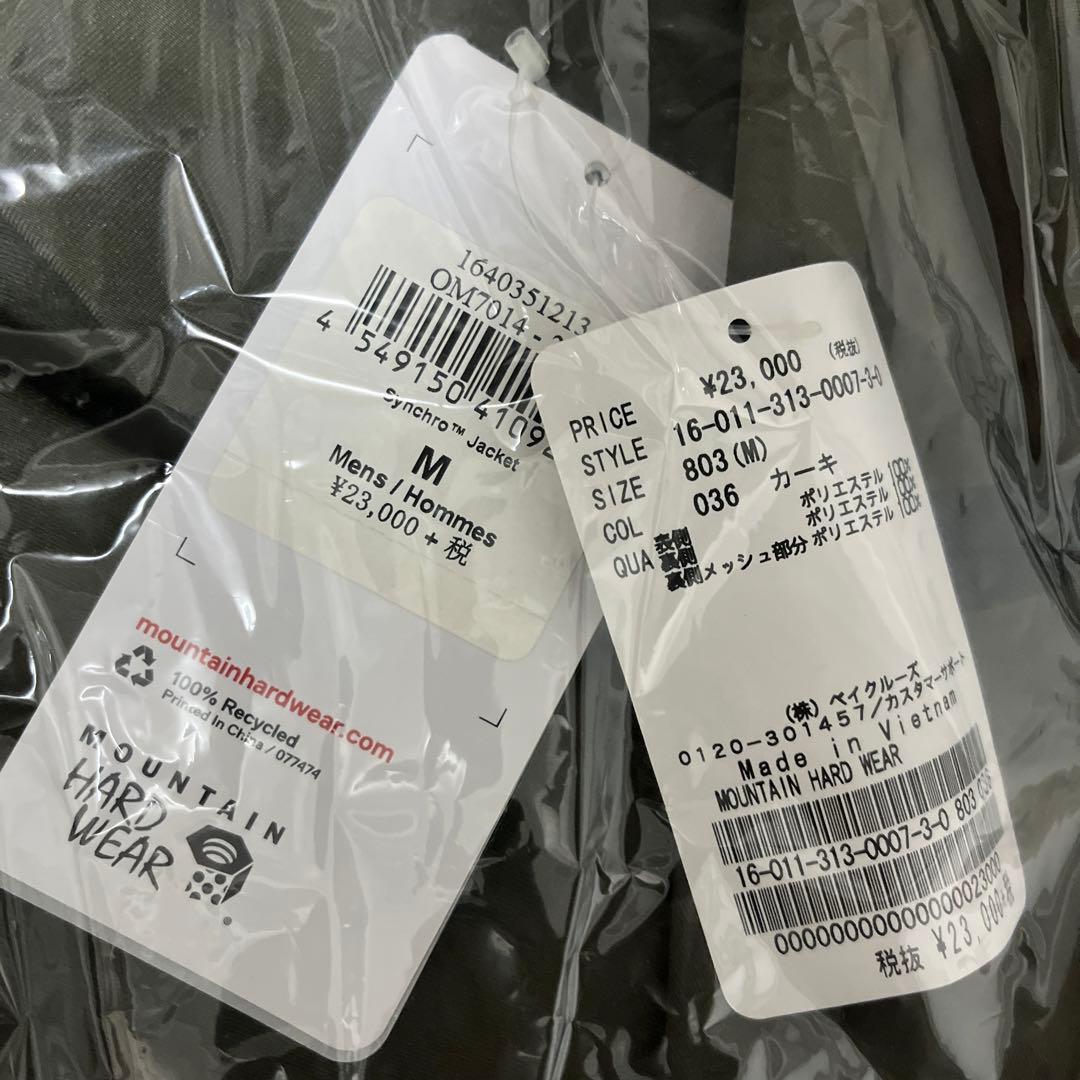 1640351213
OM7014-
4 549150 4109
Synchro™ Jacket
M
Mens / Hommes
¥23,000 + 税
mountainhardwear.com
100% Recycled
Printed in China / 077474
MOUNTAIN
HARD
WEAR
PRICE ¥23,000 (税抜)
STYLE 16-011-313-0007-3-0
SIZE 803(M)
COL 036 カーキ
QUA 表側 ポリエステル 100%
裏側 ポリエステル 100%
裏側メッシュ部分 ポリエステル 100%
(株) ベイクルーズ
0120-301457/カスタマーサポート
Made in Vietnam
MOUNTAIN HARD WEAR
16-011-313-0007-3-0 803 036
0000000000000023000
税抜 ¥23,000+税